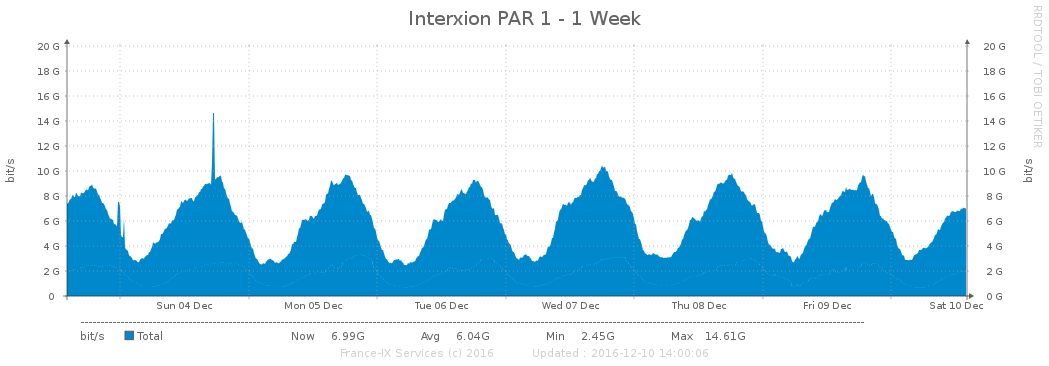 Interxion PAR 1 - 1 Week
RRDTOOL / TOBI OETIKER
20 G 20 G
18 G 18 G
16 G 16 G
14 G 14 G
12 G 12 G
10 G 10 G
8 G 8 G
6 G 6 G
4 G 4 G
2 G 2 G
0 0 G
bit/s bit/s
Sun 04 Dec Mon 05 Dec Tue 06 Dec Wed 07 Dec Thu 08 Dec Fri 09 Dec Sat 10 Dec
bit/s Total Now 6.99G Avg 6.04G Min 2.45G Max 14.61G
France-IX Services (c) 2016 Updated : 2016-12-10 14:00:06